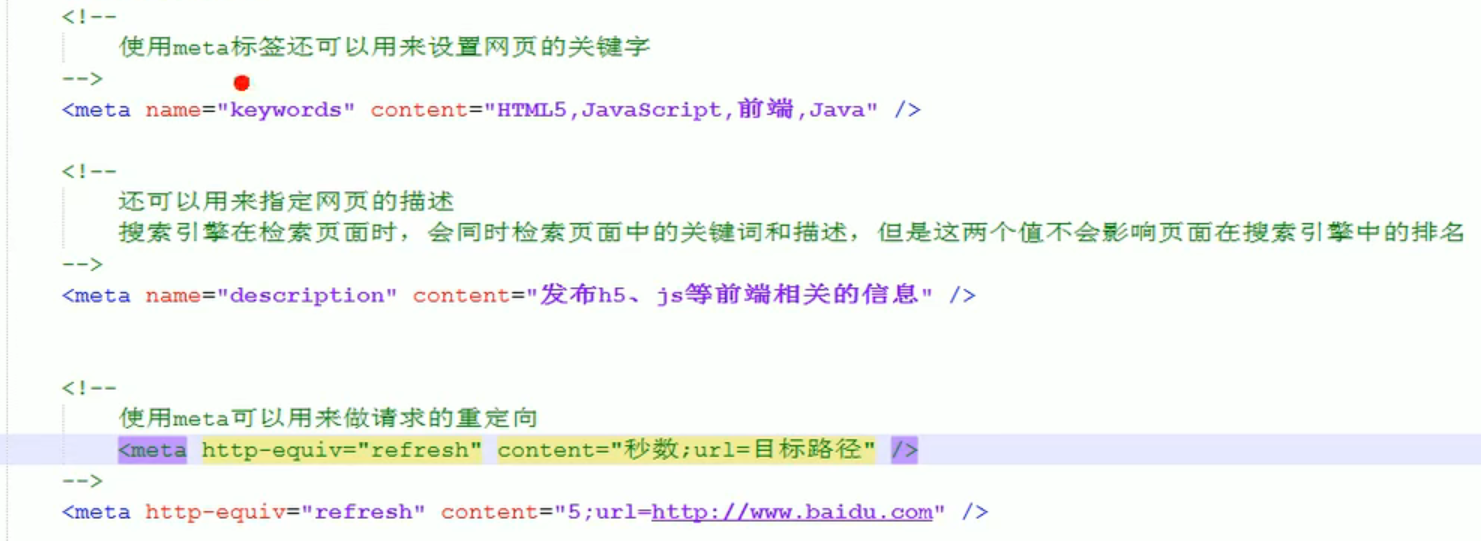 <!--
使用meta标签还可以用来设置网页的关键字
-->
<meta name="keywords" content="HTML5,JavaScript,前端,Java" />
<!--
还可以用来指定网页的描述
搜索引擎在检索页面时，会同时检索页面中的关键词和描述，但是这两个值不会影响页面在搜索引擎中的排名
-->
<meta name="description" content="发布h5、js等前端相关的信息" />
<!--
使用meta可以用来做请求的重定向
<meta http-equiv="refresh" content="秒数;url=目标路径" />
-->
<meta http-equiv="refresh" content="5;url=http://www.baidu.com" />